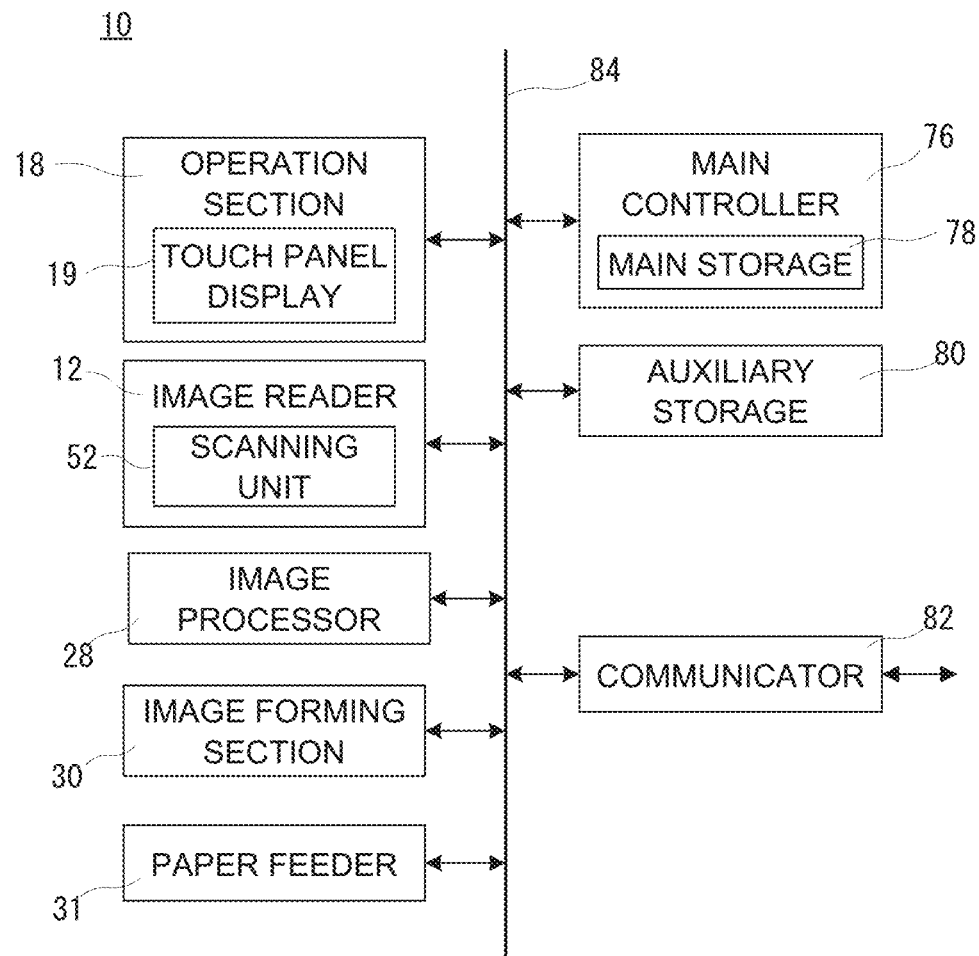 10
84
18
OPERATION
SECTION
19
TOUCH PANEL
DISPLAY
12
IMAGE READER
52
SCANNING
UNIT
IMAGE
PROCESSOR
28
IMAGE FORMING
SECTION
30
PAPER FEEDER
31
76
MAIN
CONTROLLER
78
MAIN STORAGE
80
AUXILIARY
STORAGE
82
COMMUNICATOR